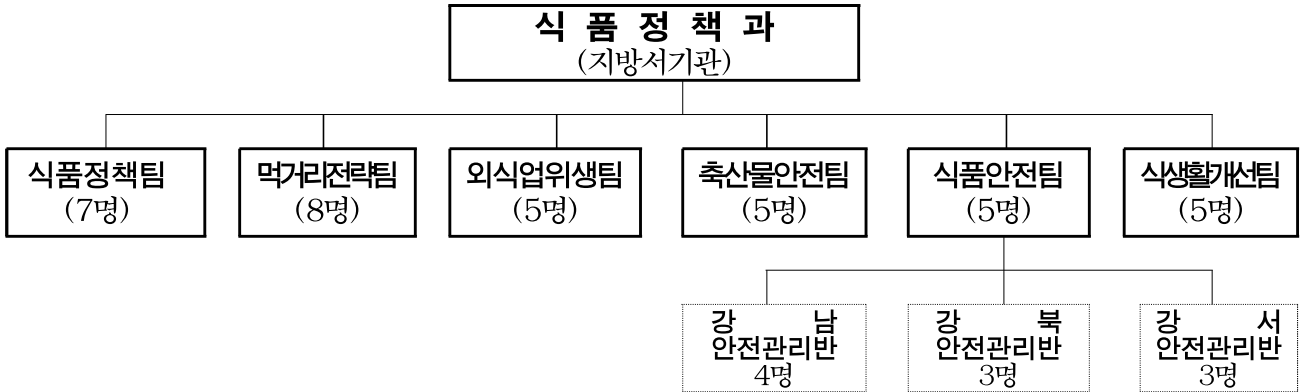 식 품 정 책 과
(지방서기관)
식품정책팀
(7명)
먹거리전략팀
(8명)
외식업위생팀
(5명)
축산물안전팀
(5명)
식품안전팀
(5명)
식생활개선팀
(5명)
강 남
안전관리반
4명
강 북
안전관리반
3명
강 서
안전관리반
3명